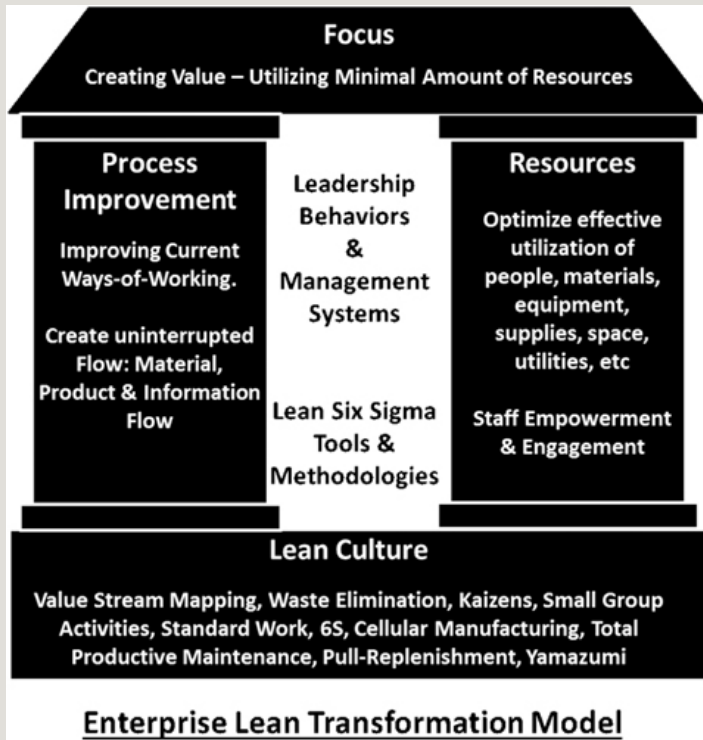 Focus
Creating Value – Utilizing Minimal Amount of Resources
Process
Improvement
Improving Current
Ways-of-Working.
Create uninterrupted
Flow: Material,
Product & Information
Flow
Leadership
Behaviors
&
Management
Systems
Lean Six Sigma
Tools &
Methodologies
Resources
Optimize effective
utilization of
people, materials,
equipment,
supplies, space,
utilities, etc
Staff Empowerment
& Engagement
Lean Culture
Value Stream Mapping, Waste Elimination, Kaizens, Small Group
Activities, Standard Work, 6S, Cellular Manufacturing, Total
Productive Maintenance, Pull-Replenishment, Yamazumi
Enterprise Lean Transformation Model